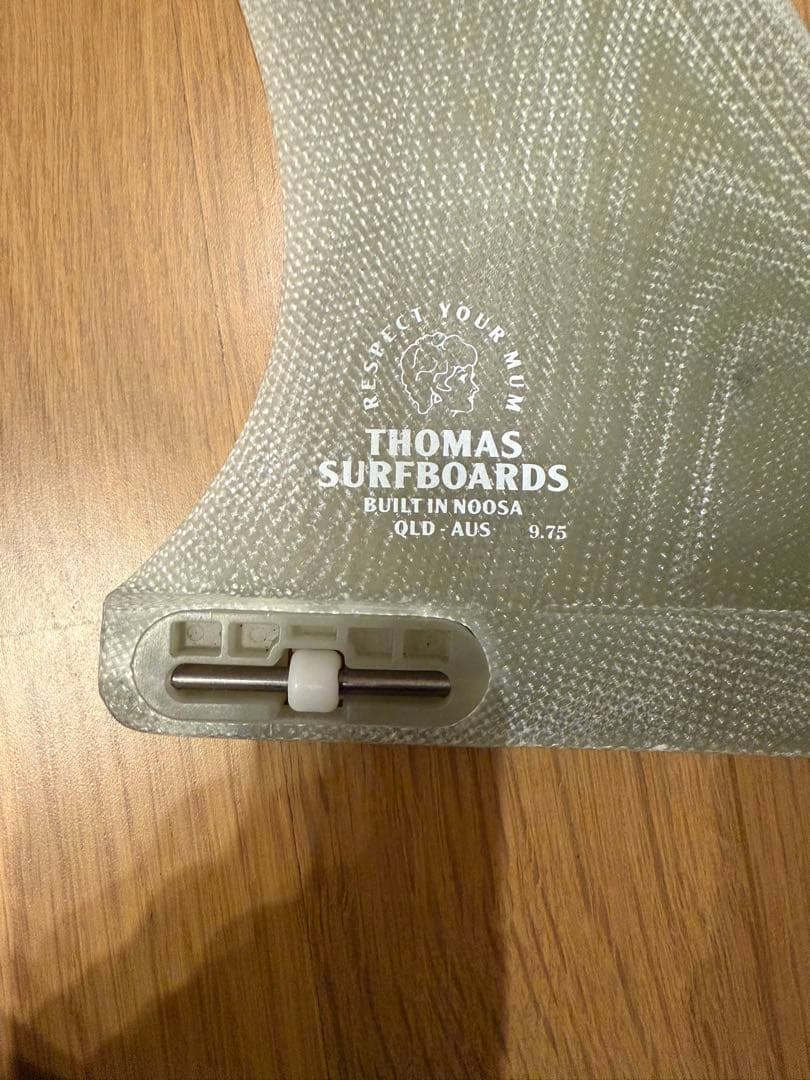 RESPECT YOUR MUM
THOMAS
SURFBOARDS
BUILT IN NOOSA
QLD - AUS 9.75